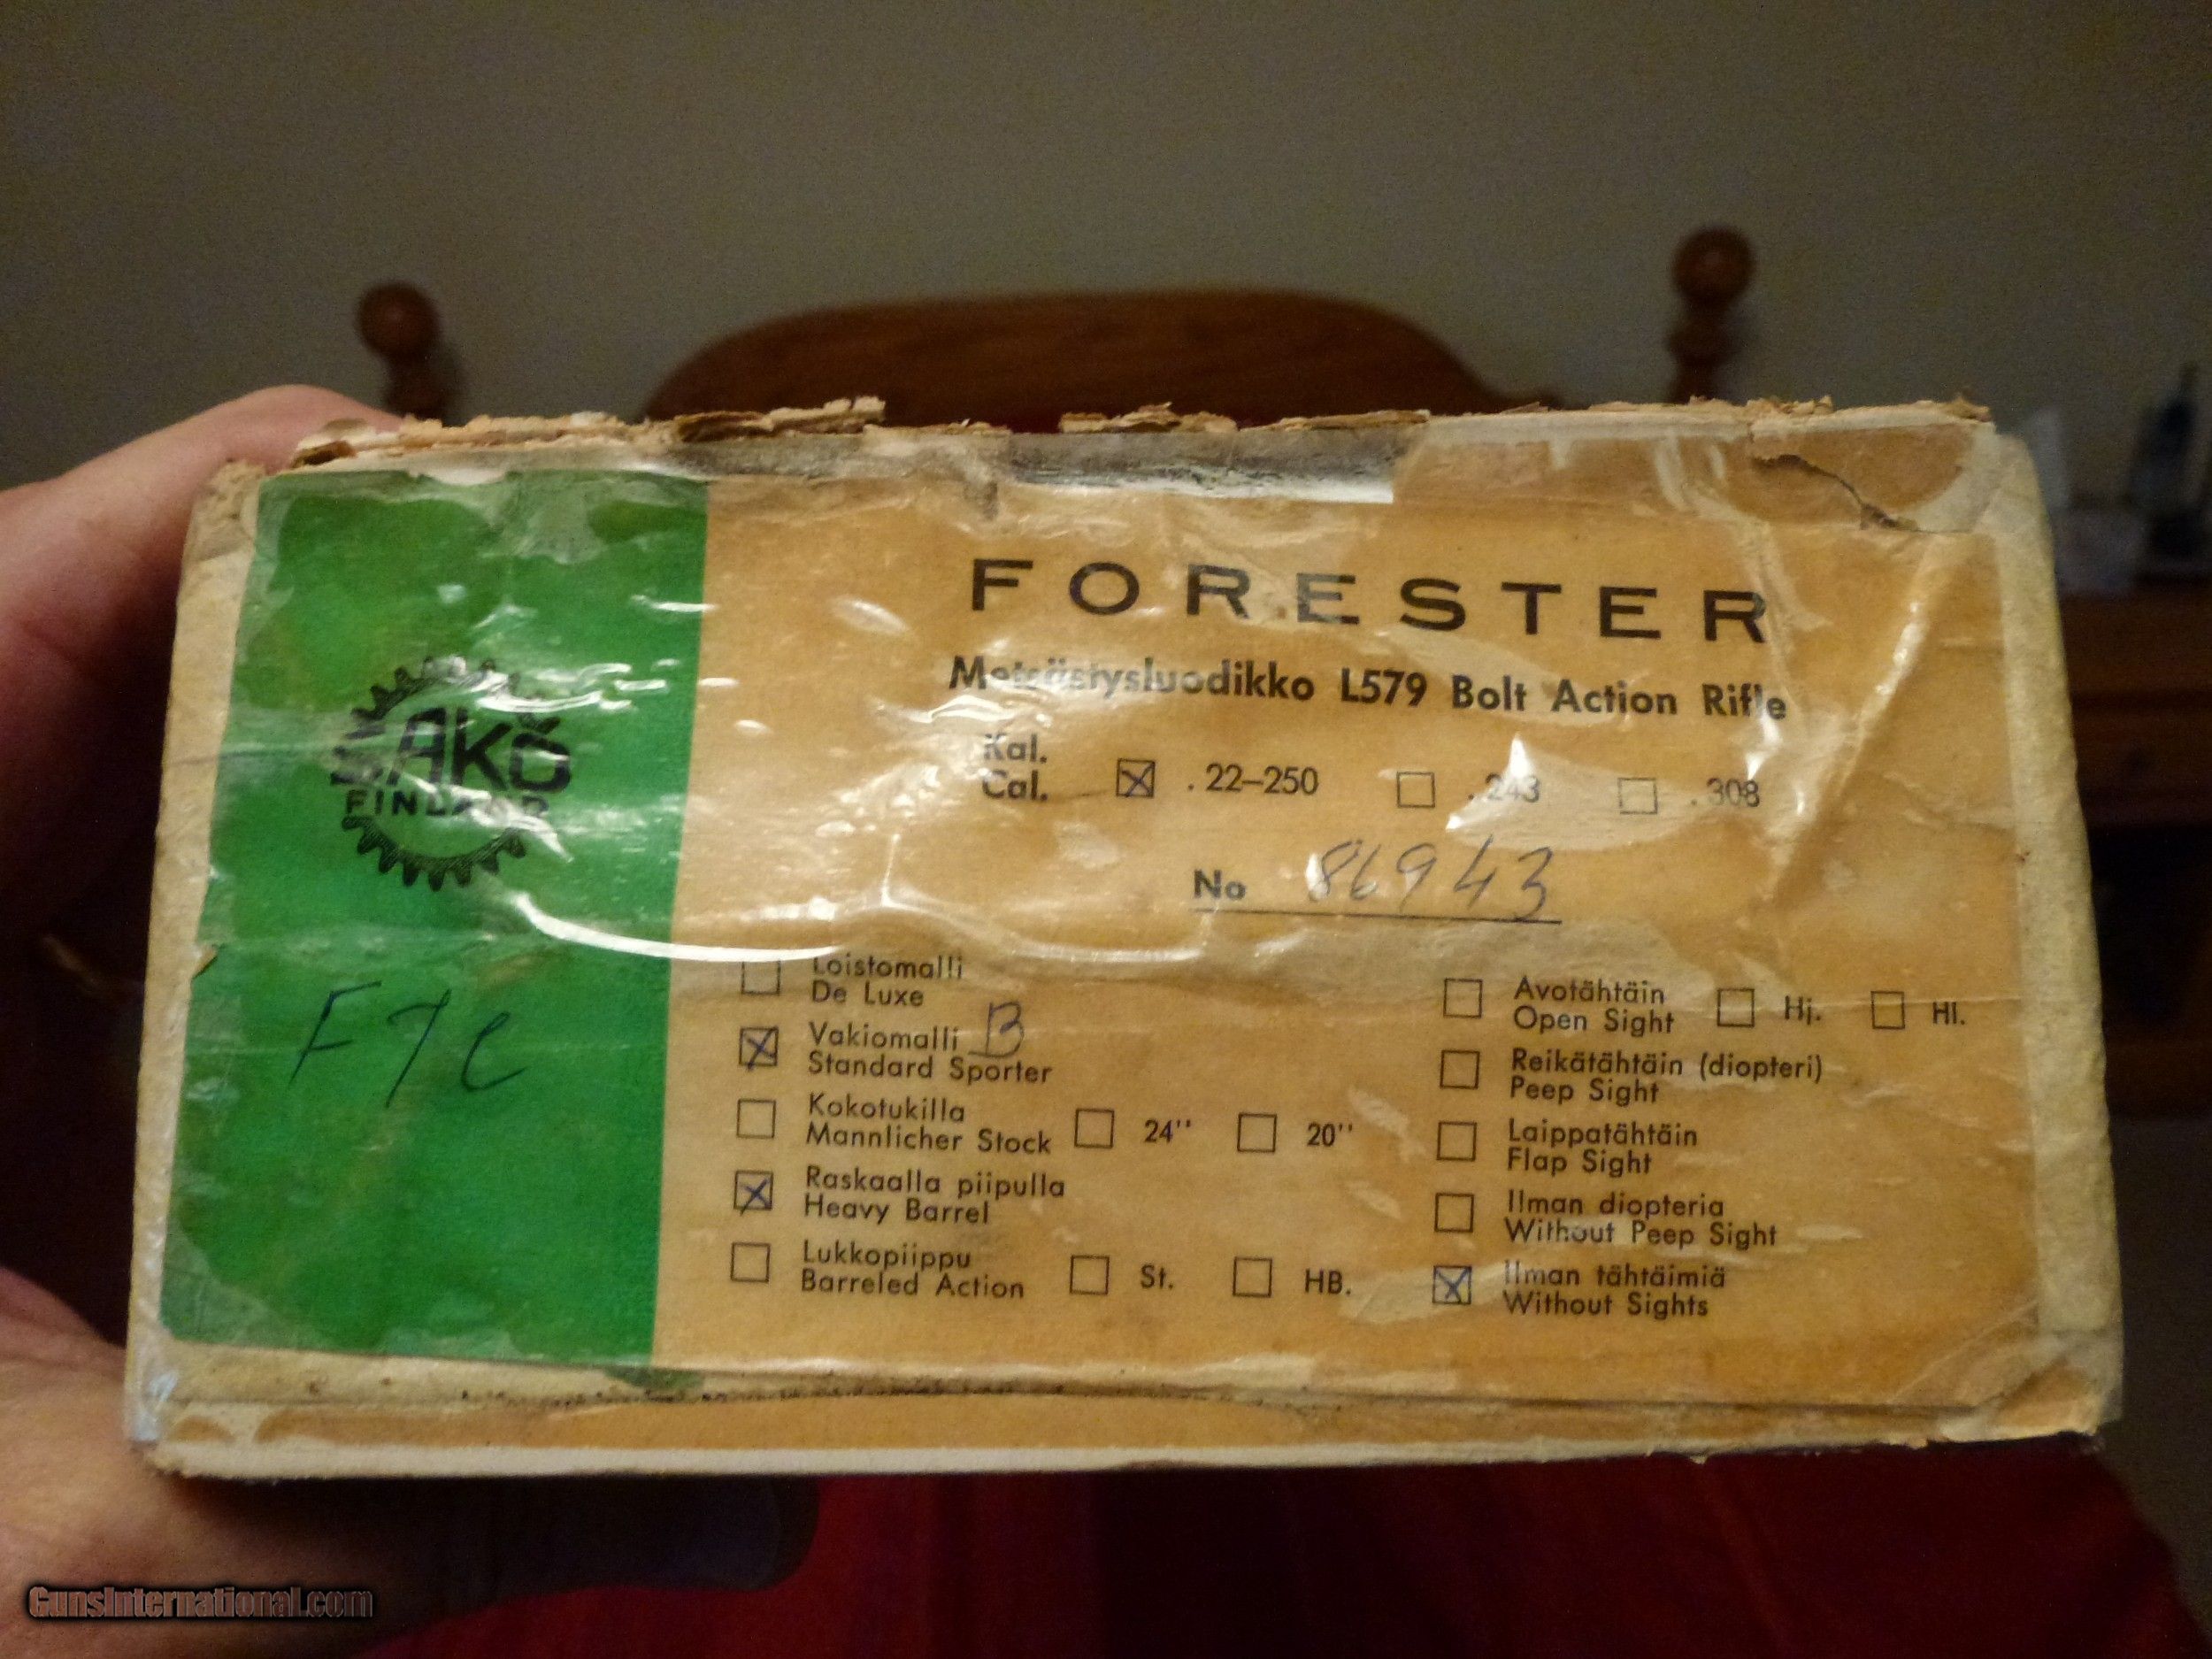 SAKO
FINLAND
F7C
FORESTER
Metsästysluodikko L579 Bolt Action Rifle
Kal.
Cal. .22-250 .243 .308
No 86943
Loistomalli
De Luxe
Vakiomalli B
Standard Sporter
Kokotukilla
Mannlicher Stock 24" 20"
Raskaalla piipulla
Heavy Barrel
Lukkopiippu
Barreled Action St. HB.
Avotähtäin
Open Sight Hj. Hl.
Reikätähtäin (diopteri)
Peep Sight
Laippatähtäin
Flap Sight
Ilman diopteria
Without Peep Sight
Ilman tähtäimiä
Without Sights
GunsInternational.com